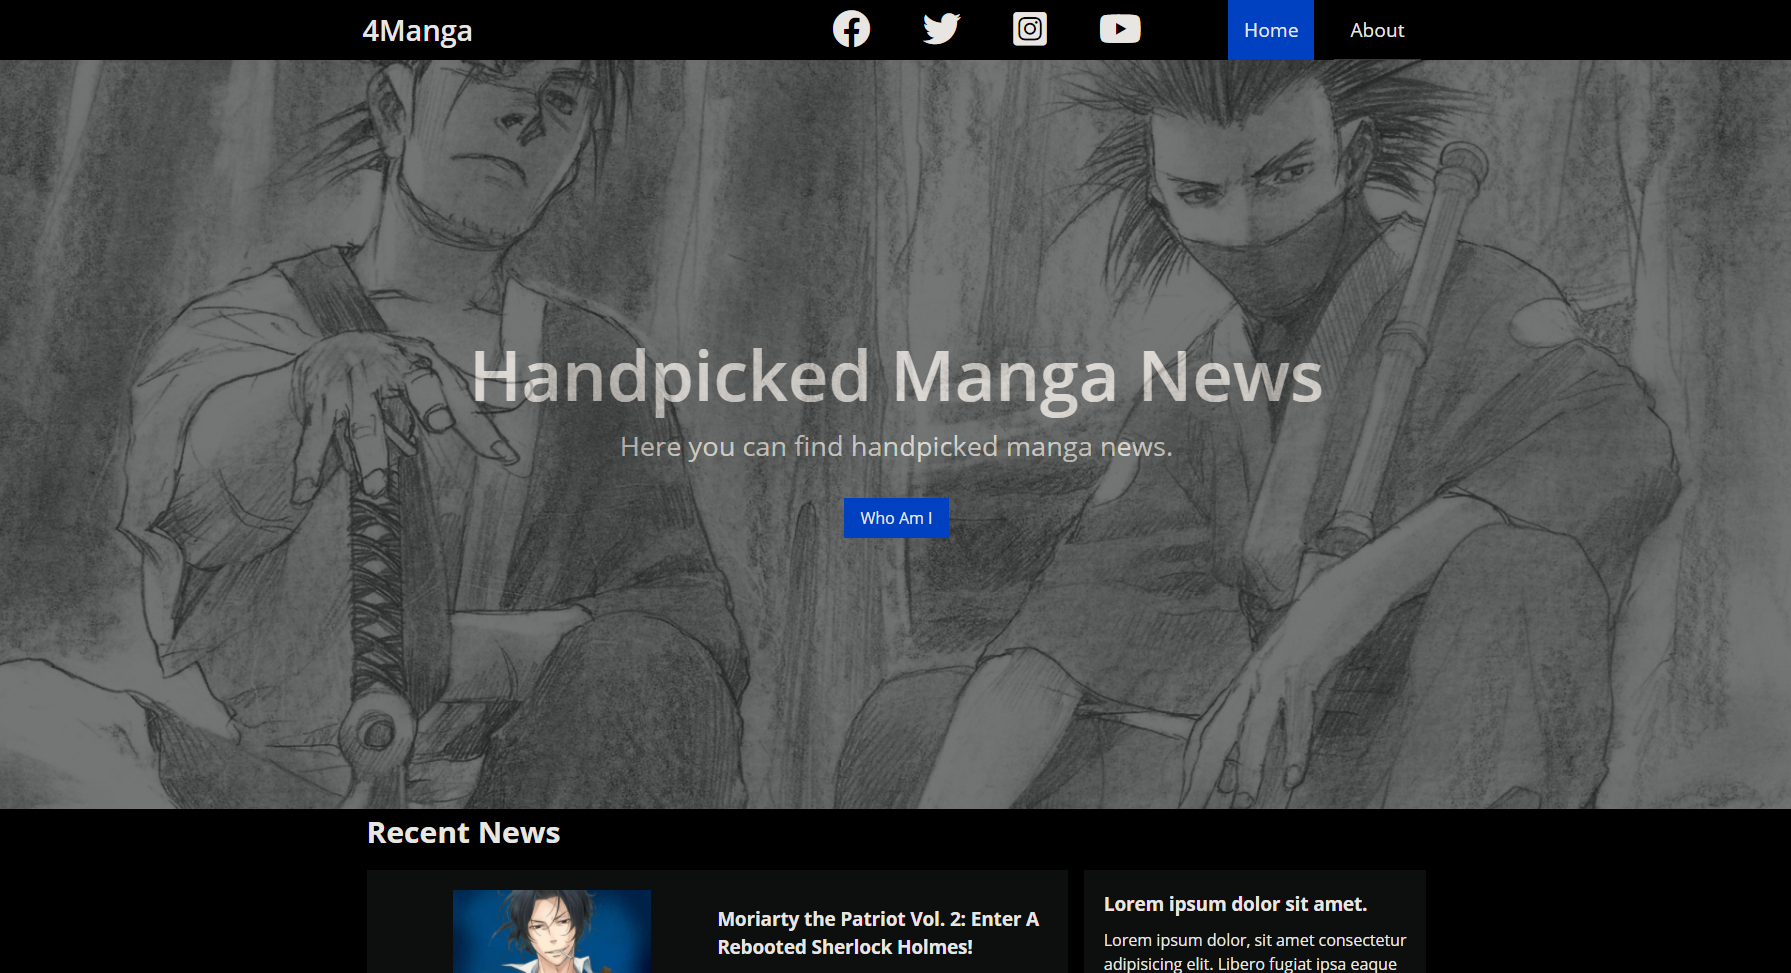 4Manga
Home
About
Handpicked Manga News
Here you can find handpicked manga news.
Who Am I
Recent News
Moriarty the Patriot Vol. 2: Enter A
Rebooted Sherlock Holmes!
Lorem ipsum dolor sit amet.
Lorem ipsum dolor, sit amet consectetur
adipisicing elit. Libero fugiat ipsa eaque